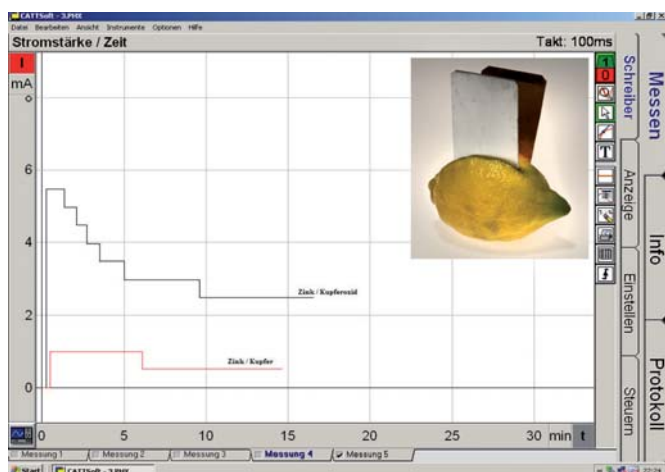 CATTSoft - 3.PHX
Datei Bearbeiten Ansicht Instrumente Optionen Hilfe
Stromstärke / Zeit Takt: 100ms
I
mA
6
4
2
0
Zink / Kupferoxid
Zink / Kupfer
0 5 10 15 20 25 30 min t
1
0
T
Schreiber
Anzeige
Einstellen
Steuern
Messen
Info
Protokoll
Messung 1 Messung 2 Messung 3 Messung 4 Messung 5
Start CATTSoft - 3.PHX